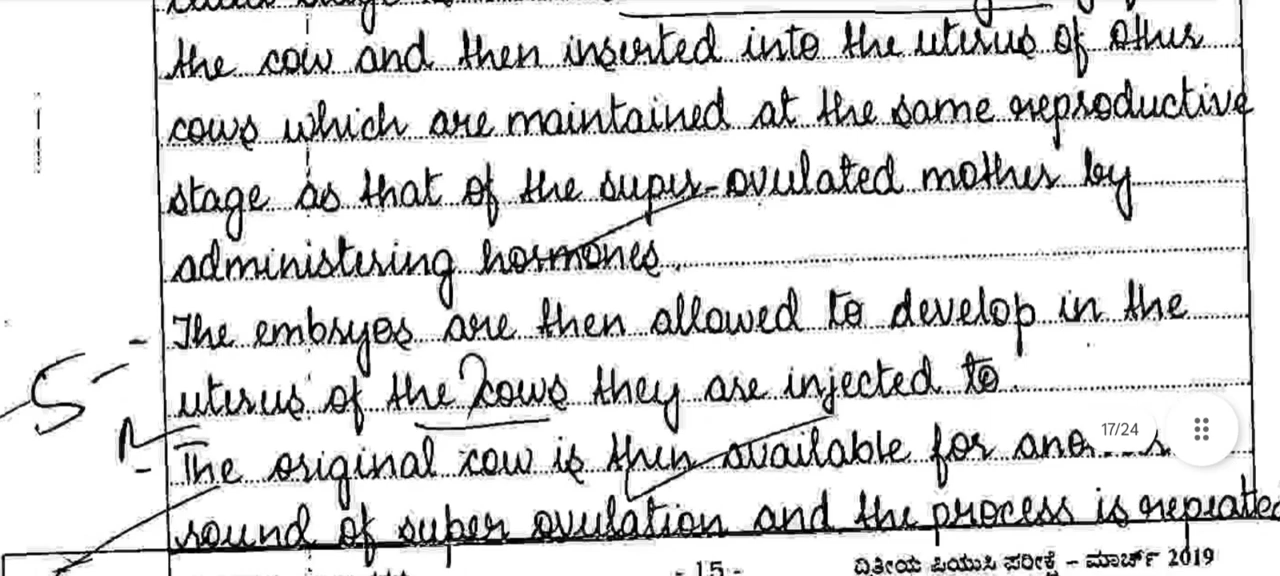 the cow and then inserted into the uterus of other
cows which are maintained at the same reproductive
stage as that of the super-ovulated mother by
administering hormones.
- The embryos are then allowed to develop in the
uterus of the cows they are injected to
- The original cow is then available for
round of super ovulation and the process is repeated
17/24
5
- 15 -
ದ್ವಿತೀಯ ಪಿಯುಸಿ ಪರೀಕ್ಷೆ – ಮಾರ್ಚ್ 2019